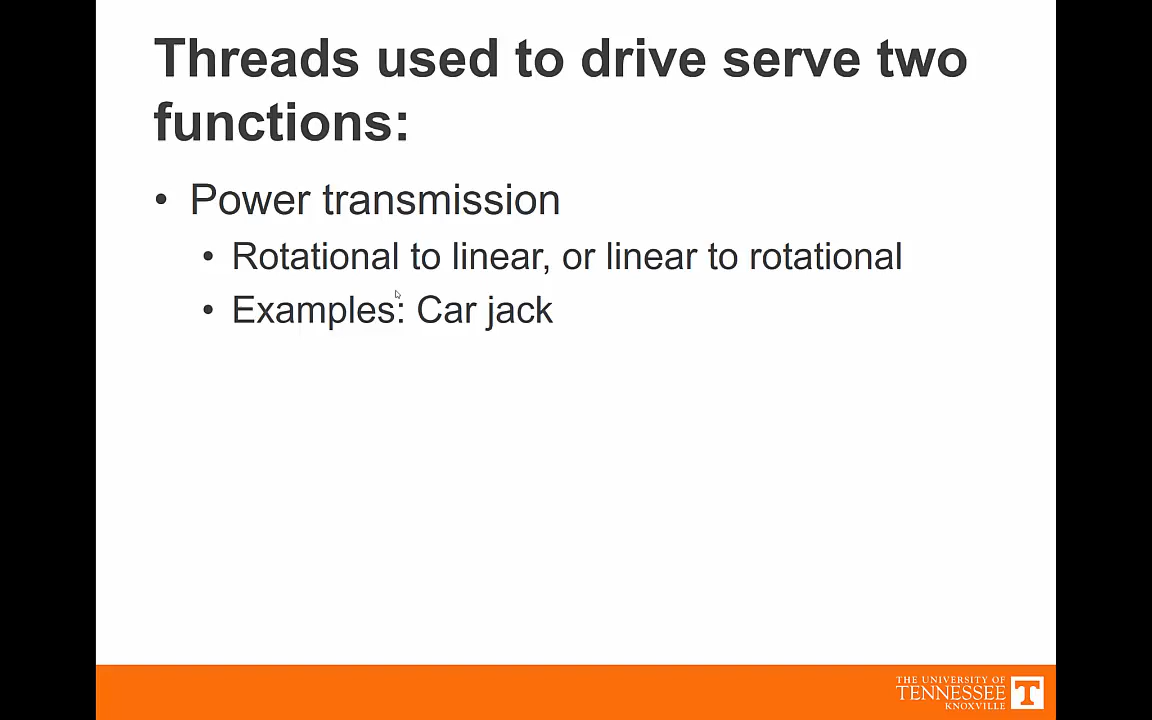 Threads used to drive serve two
functions:
• Power transmission
• Rotational to linear, or linear to rotational
• Examples: Car jack
THE UNIVERSITY OF
TENNESSEE
KNOXVILLE
T